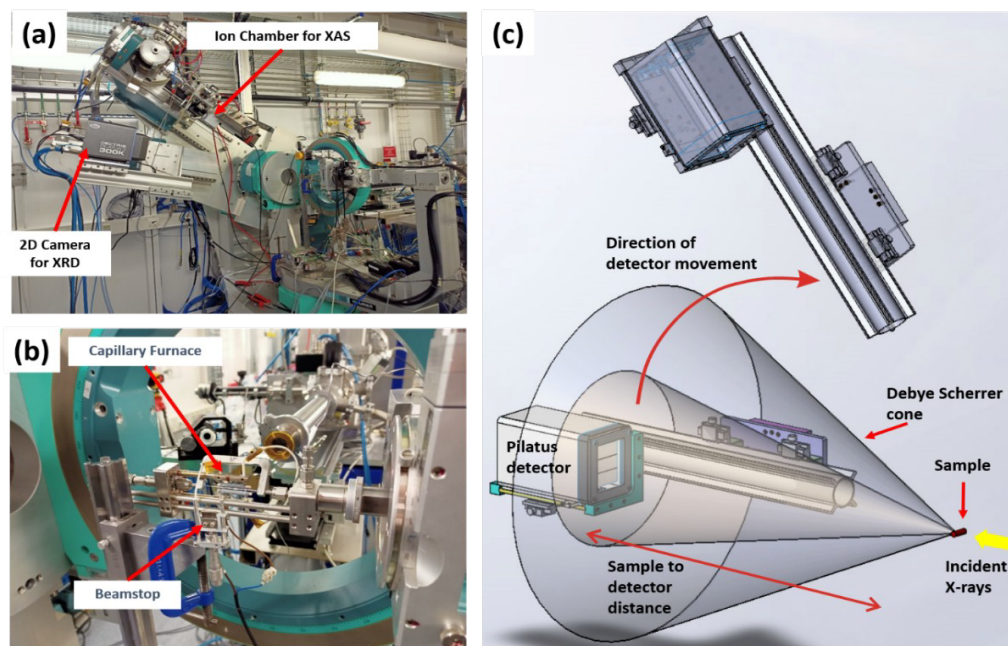 (a)
Ion Chamber for XAS
300K
2D Camera
for XRD
(b)
Capillary Furnace
Beamstop
(c)
Direction of
detector movement
Debye Scherrer
cone
Pilatus
detector
Sample
Sample to
detector
distance
Incident
X-rays